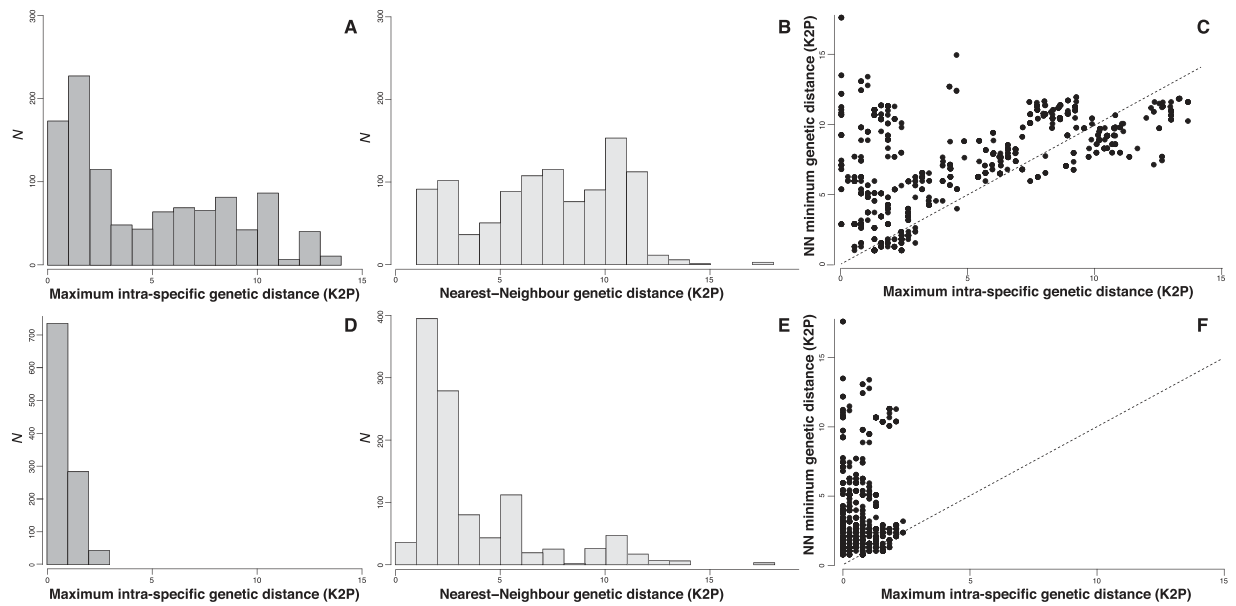 A
300
200
100
0
N
0 5 10 15
Maximum intra-specific genetic distance (K2P)
B
300
200
100
0
N
0 5 10 15
Nearest–Neighbour genetic distance (K2P)
C
15
10
5
0
NN minimum genetic distance (K2P)
0 5 10 15
Maximum intra-specific genetic distance (K2P)
D
700
600
500
400
300
200
100
0
N
0 5 10 15
Maximum intra-specific genetic distance (K2P)
E
400
300
200
100
0
N
0 5 10 15
Nearest–Neighbour genetic distance (K2P)
F
15
10
5
0
NN minimum genetic distance (K2P)
0 5 10 15
Maximum intra-specific genetic distance (K2P)